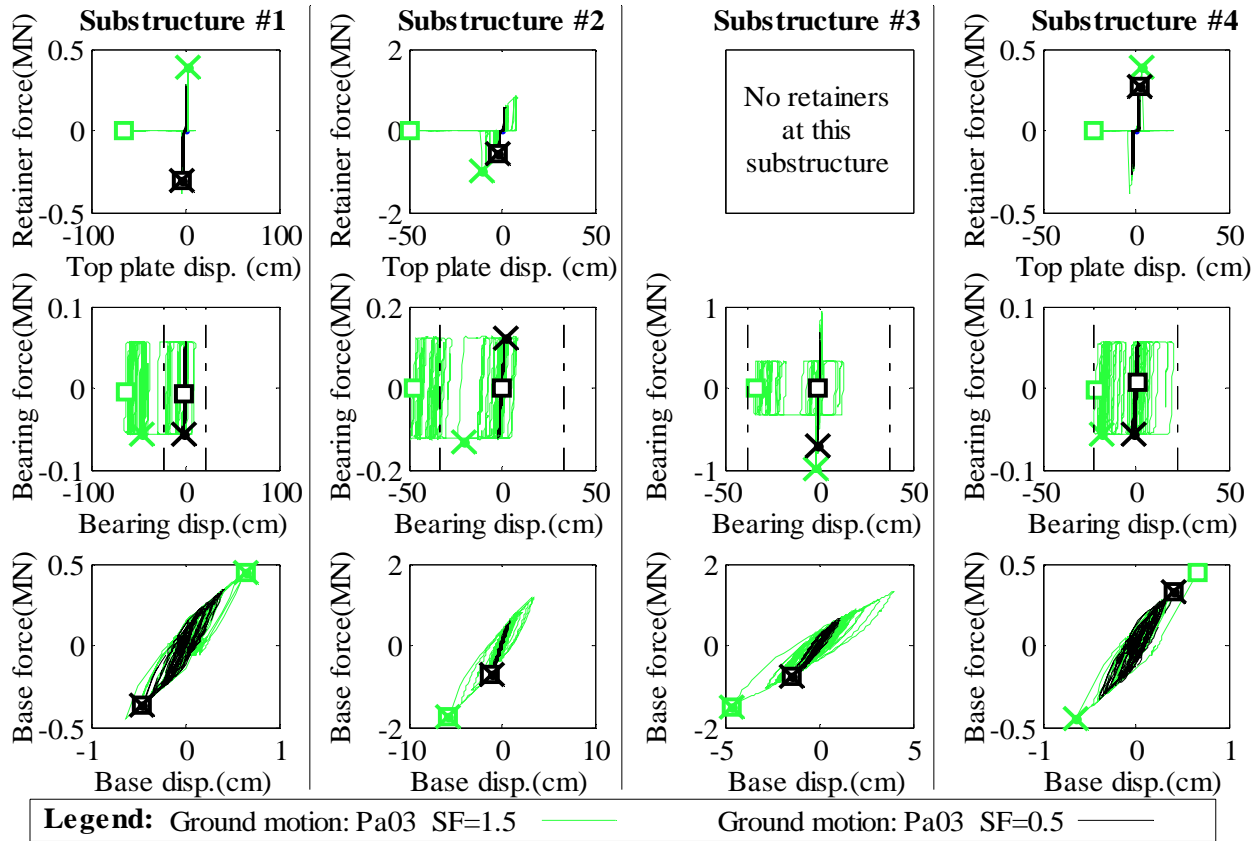 Substructure #1
Substructure #2
Substructure #3
Substructure #4
Retainer force(MN)
0.5
0
-0.5
-100
0
100
Top plate disp. (cm)
Retainer force(MN)
2
0
-2
-50
0
50
Top plate disp. (cm)
No retainers
at this
substructure
Retainer force(MN)
0.5
0
-0.5
-50
0
50
Top plate disp. (cm)
Bearing force(MN)
0.1
0
-0.1
-100
0
100
Bearing disp.(cm)
Bearing force(MN)
0.2
0
-0.2
-50
0
50
Bearing disp.(cm)
Bearing force(MN)
1
0
-1
-50
0
50
Bearing disp.(cm)
Bearing force(MN)
0.1
0
-0.1
-50
0
50
Bearing disp.(cm)
Base force(MN)
0.5
0
-0.5
-1
0
1
Base disp.(cm)
Base force(MN)
2
0
-2
-10
0
10
Base disp.(cm)
Base force(MN)
2
0
-2
-5
0
5
Base disp.(cm)
Base force(MN)
0.5
0
-0.5
-1
0
1
Base disp.(cm)
Legend: Ground motion: Pa03 SF=1.5
Ground motion: Pa03 SF=0.5